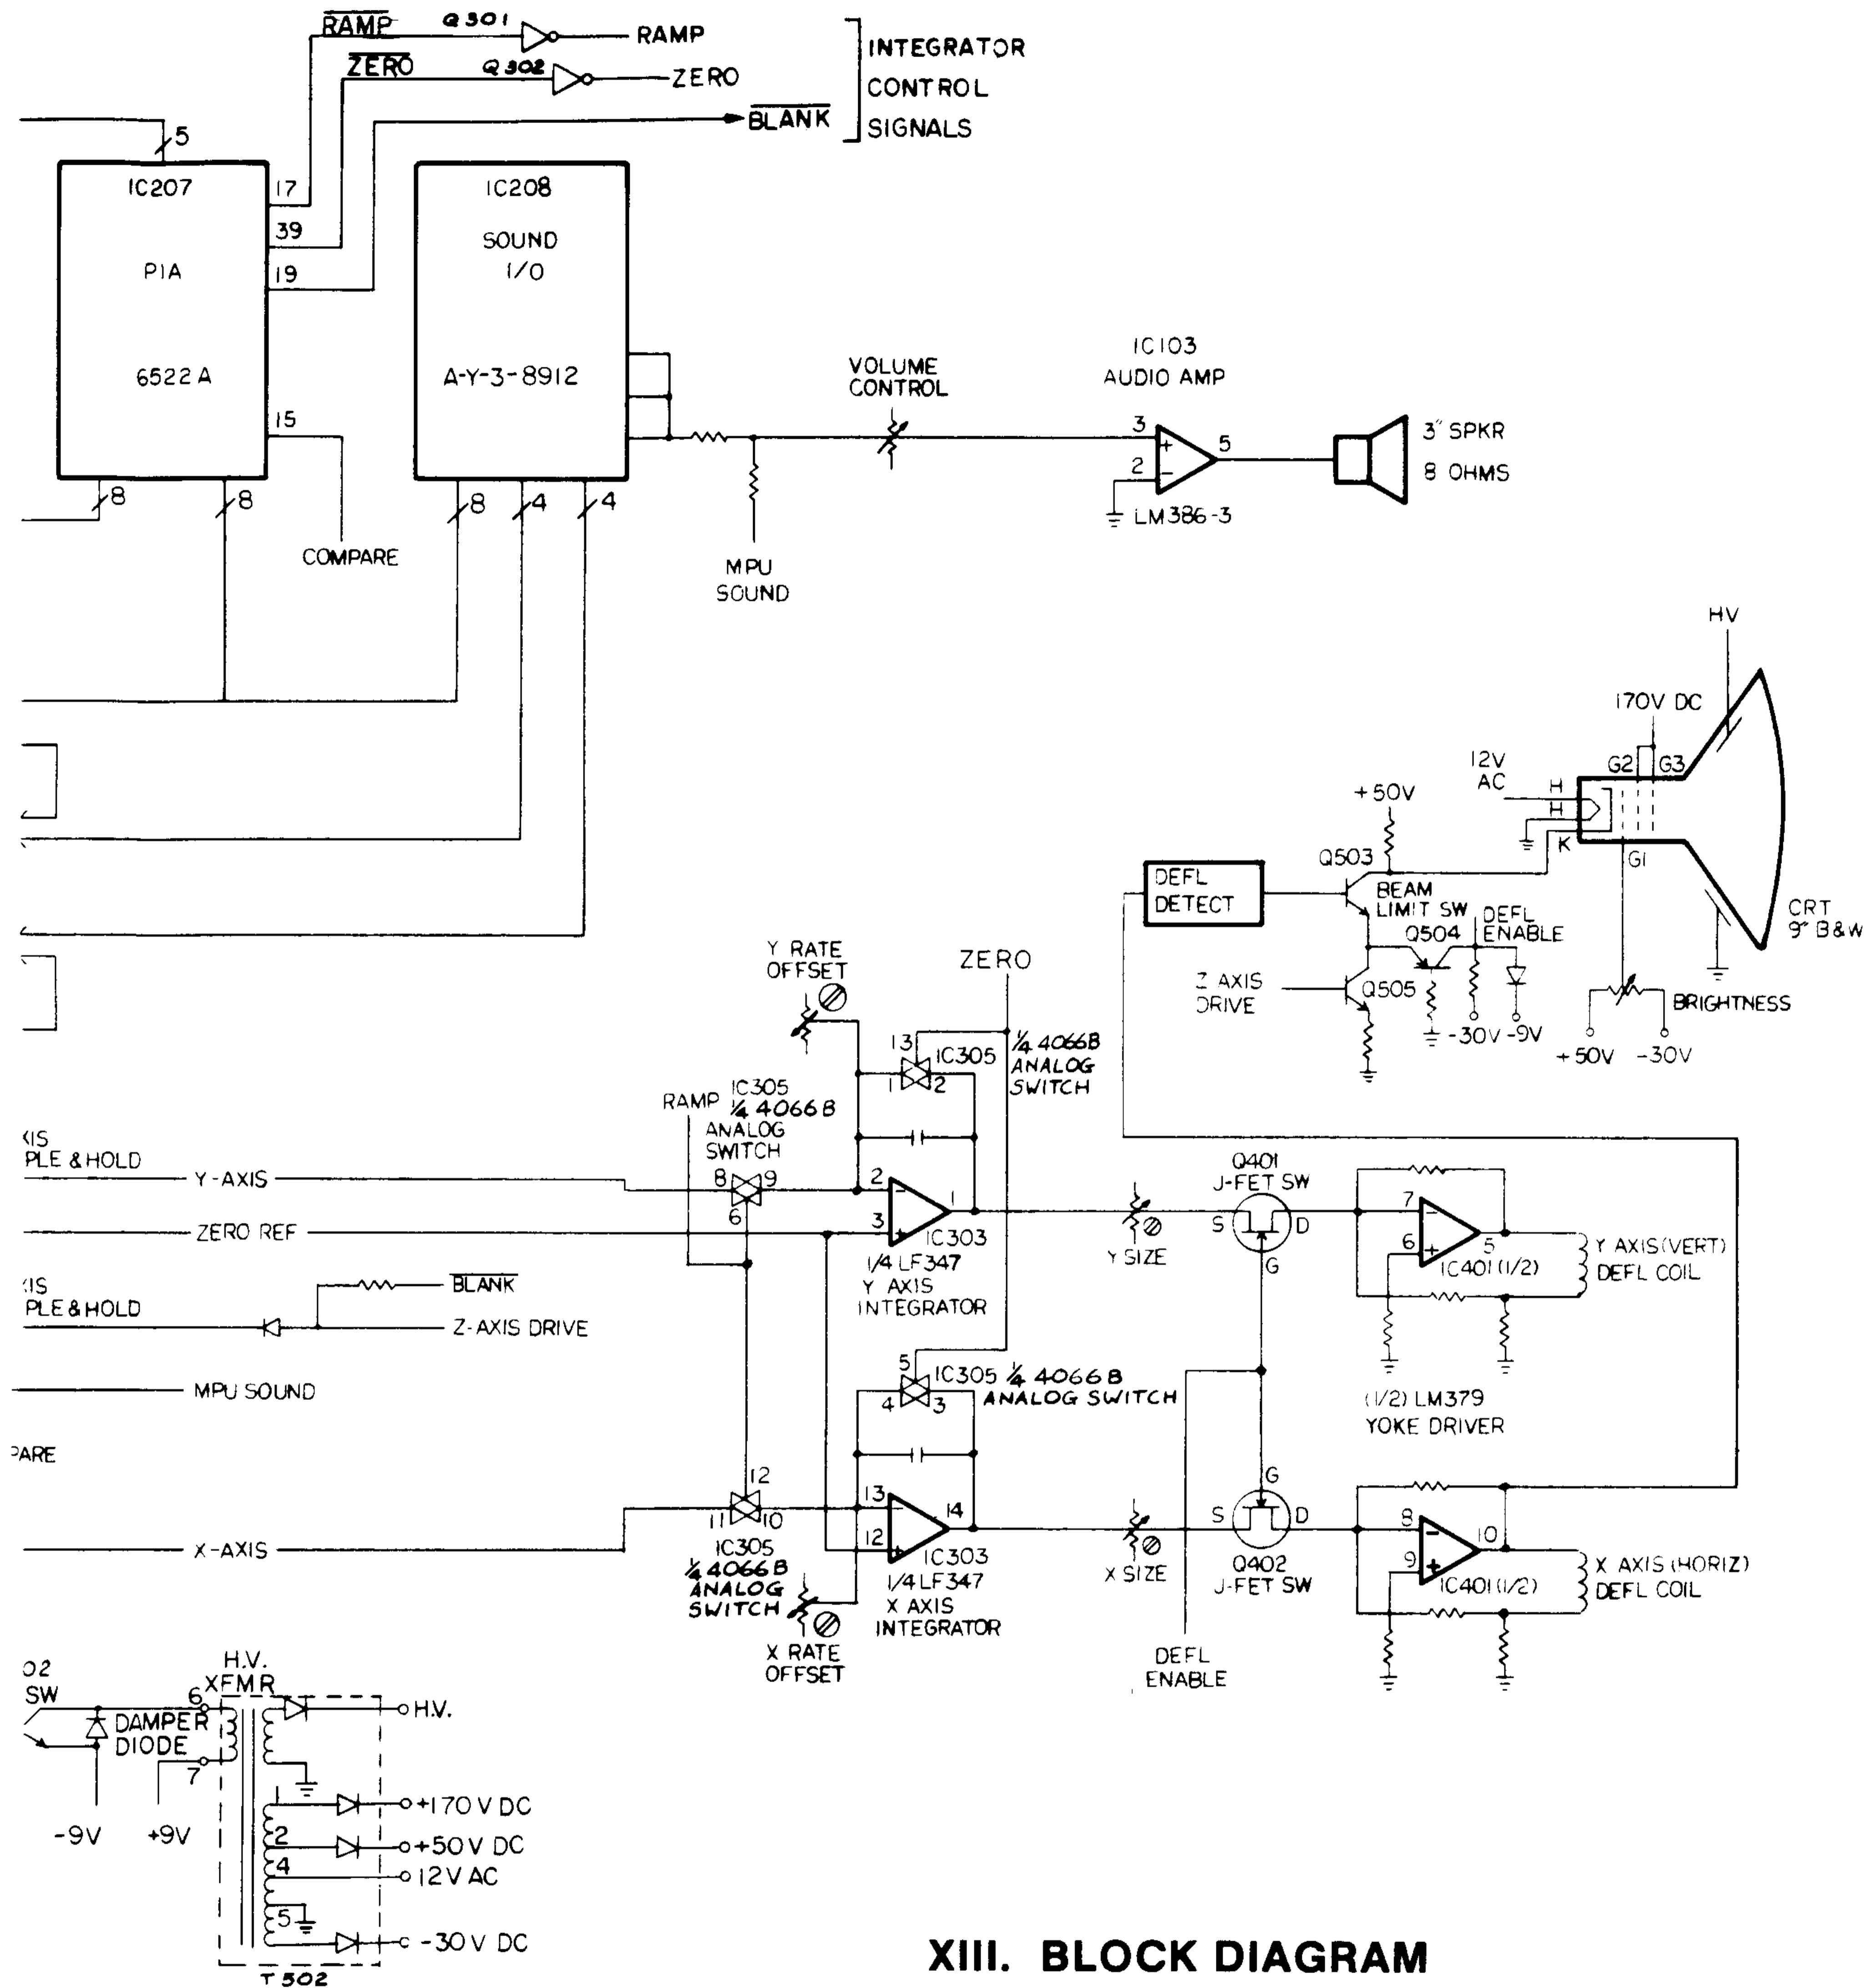 RAMP
Q301
RAMP
ZERO
Q302
ZERO
BLANK
INTEGRATOR
CONTROL
SIGNALS
5
IC207
PIA
6522A
17
39
19
15
8
8
COMPARE
IC208
SOUND
I/O
A-Y-3-8912
8
4
4
MPU
SOUND
VOLUME
CONTROL
IC103
AUDIO AMP
3
+
2
-
5
LM386-3
3" SPKR
8 OHMS
HV
170V DC
G2
G3
12V
AC
H
H
K
G1
CRT
9" B&W
+50V
Q503
BEAM
LIMIT SW
DEFL
DETECT
Q504
DEFL
ENABLE
Z AXIS
DRIVE
Q505
-30V
-9V
BRIGHTNESS
+50V
-30V
Y RATE
OFFSET
ZERO
13
IC305
1
2
1/4 4066B
ANALOG
SWITCH
RAMP
IC305
1/4 4066B
ANALOG
SWITCH
8
9
6
XIS
PLE & HOLD
Y-AXIS
ZERO REF
2
-
3
+
1
IC303
1/4 LF347
Y AXIS
INTEGRATOR
Y SIZE
Q401
J-FET SW
S
D
G
7
-
6
+
5
IC401 (1/2)
Y AXIS (VERT)
DEFL COIL
XIS
PLE & HOLD
BLANK
Z-AXIS DRIVE
MPU SOUND
PARE
5
IC305 1/4 4066B
ANALOG SWITCH
4
3
(1/2) LM379
YOKE DRIVER
X-AXIS
12
11
10
IC305
1/4 4066B
ANALOG
SWITCH
13
-
12
+
14
IC303
1/4 LF347
X AXIS
INTEGRATOR
X RATE
OFFSET
X SIZE
G
S
D
Q402
J-FET SW
8
-
9
+
10
IC401 (1/2)
X AXIS (HORIZ)
DEFL COIL
DEFL
ENABLE
02
SW
DAMPER
DIODE
-9V
+9V
H.V.
XFMR
6
7
H.V.
1
+170V DC
2
+50V DC
4
12V AC
5
-30V DC
T502
XIII. BLOCK DIAGRAM